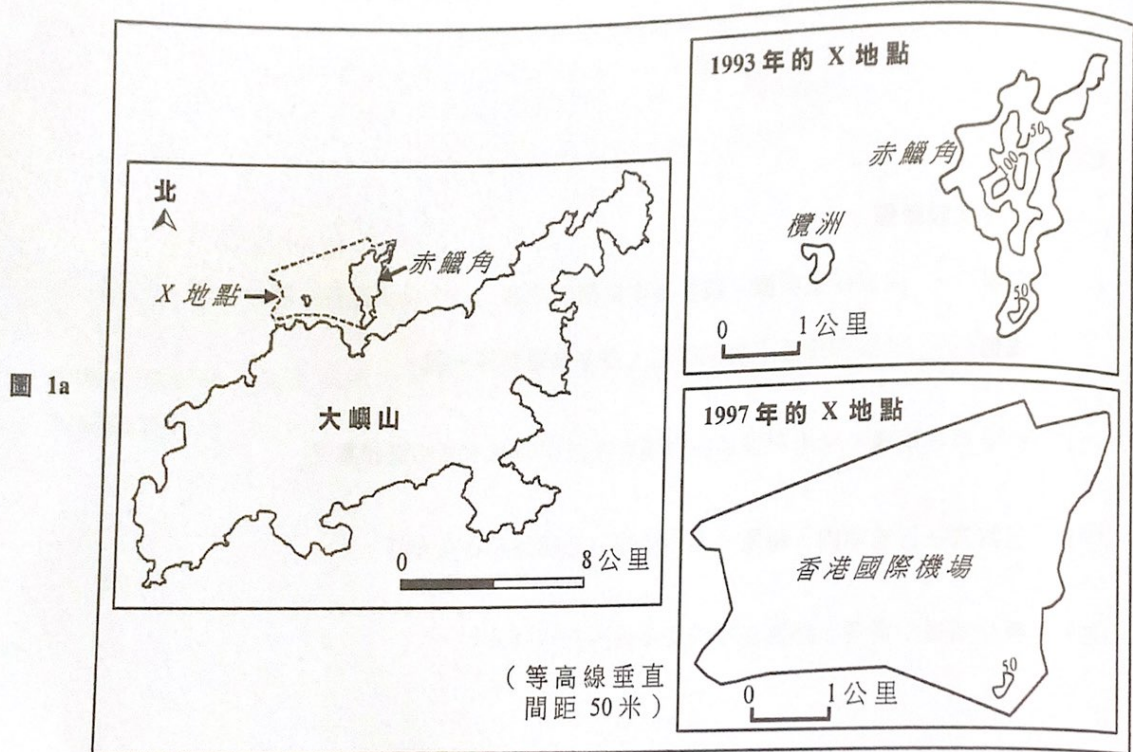 圖 1a
北
赤鱲角
X 地點
大嶼山
0 8 公里
1993 年的 X 地點
赤鱲角
50
100
欖洲
50
0 1 公里
1997 年的 X 地點
香港國際機場
50
0 1 公里
(等高線垂直
間距 50 米)